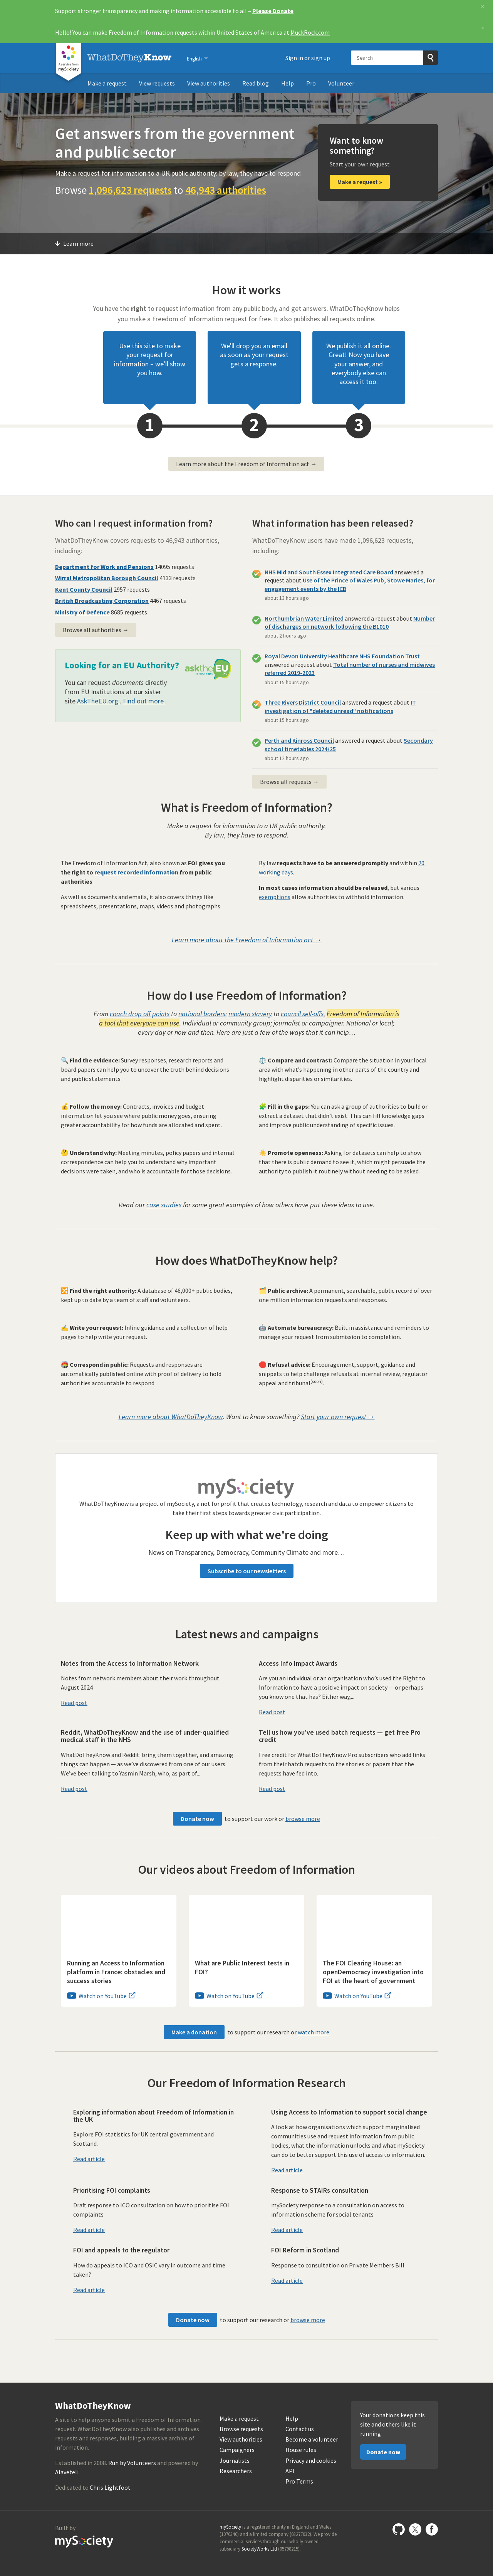 Support stronger transparency and making information accessible to all – Please Donate
Hello! You can make Freedom of Information requests within United States of America at MuckRock.com
WhatDoTheyKnow
English
Sign in or sign up
Search
Make a request
View requests
View authorities
Read blog
Help
Pro
Volunteer
Get answers from the government
and public sector
Make a request for information to a UK public authority: by law, they have to respond
Browse 1,096,623 requests to 46,943 authorities
Want to know
something?
Start your own request
Make a request »
Learn more
How it works
You have the right to request information from any public body, and get answers. WhatDoTheyKnow helps
you make a Freedom of Information request for free. It also publishes all requests online.
Use this site to make
your request for
information – we'll show
you how.
We'll drop you an email
as soon as your request
gets a response.
We publish it all online.
Great! Now you have
your answer, and
everybody else can
access it too.
1
2
3
Learn more about the Freedom of Information act →
Who can I request information from?
WhatDoTheyKnow covers requests to 46,943 authorities,
including:
Department for Work and Pensions 14095 requests
Wirral Metropolitan Borough Council 4133 requests
Kent County Council 2957 requests
British Broadcasting Corporation 4467 requests
Ministry of Defence 8685 requests
Browse all authorities →
Looking for an EU Authority?
asktheEU
You can request documents directly
from EU Institutions at our sister
site AskTheEU.org . Find out more .
What information has been released?
WhatDoTheyKnow users have made 1,096,623 requests,
including:
NHS Mid and South Essex Integrated Care Board answered a
request about Use of the Prince of Wales Pub, Stowe Maries, for
engagement events by the ICB
about 13 hours ago
Northumbrian Water Limited answered a request about Number
of discharges on network following the B1010
about 2 hours ago
Royal Devon University Healthcare NHS Foundation Trust
answered a request about Total number of nurses and midwives
referred 2019-2023
about 15 hours ago
Three Rivers District Council answered a request about IT
investigation of "deleted unread" notifications
about 15 hours ago
Perth and Kinross Council answered a request about Secondary
school timetables 2024/25
about 12 hours ago
Browse all requests →
What is Freedom of Information?
Make a request for information to a UK public authority.
By law, they have to respond.
The Freedom of Information Act, also known as FOI gives you
the right to request recorded information from public
authorities.
As well as documents and emails, it also covers things like
spreadsheets, presentations, maps, videos and photographs.
By law requests have to be answered promptly and within 20
working days.
In most cases information should be released, but various
exemptions allow authorities to withhold information.
Learn more about the Freedom of Information act →
How do I use Freedom of Information?
From coach drop off points to national borders; modern slavery to council sell-offs, Freedom of Information is
a tool that everyone can use. Individual or community group; journalist or campaigner. National or local;
every day or now and then. Here are just a few of the ways that it can help…
🔍 Find the evidence: Survey responses, research reports and
board papers can help you to uncover the truth behind decisions
and public statements.
⚖️ Compare and contrast: Compare the situation in your local
area with what's happening in other parts of the country and
highlight disparities or similarities.
💰 Follow the money: Contracts, invoices and budget
information let you see where public money goes, ensuring
greater accountability for how funds are allocated and spent.
🧩 Fill in the gaps: You can ask a group of authorities to build or
extract a dataset that didn't exist. This can fill knowledge gaps
and improve public understanding of specific issues.
🤔 Understand why: Meeting minutes, policy papers and internal
correspondence can help you to understand why important
decisions were taken, and who is accountable for those decisions.
☀️ Promote openness: Asking for datasets can help to show
that there is public demand to see it, which might persuade the
authority to publish it routinely without needing to be asked.
Read our case studies for some great examples of how others have put these ideas to use.
How does WhatDoTheyKnow help?
🔀 Find the right authority: A database of 46,000+ public bodies,
kept up to date by a team of staff and volunteers.
🗂️ Public archive: A permanent, searchable, public record of over
one million information requests and responses.
✍️ Write your request: Inline guidance and a collection of help
pages to help write your request.
🤖 Automate bureaucracy: Built in assistance and reminders to
manage your request from submission to completion.
Correspond in public: Requests and responses are
automatically published online with proof of delivery to hold
authorities accountable to respond.
🛑 Refusal advice: Encouragement, support, guidance and
snippets to help challenge refusals at internal review, regulator
appeal and tribunal(soon).
Learn more about WhatDoTheyKnow. Want to know something? Start your own request →
mySociety
WhatDoTheyKnow is a project of mySociety, a not for profit that creates technology, research and data to empower citizens to
take their first steps towards greater civic participation.
Keep up with what we're doing
News on Transparency, Democracy, Community Climate and more…
Subscribe to our newsletters
Latest news and campaigns
Notes from the Access to Information Network
Notes from network members about their work throughout
August 2024
Read post
Access Info Impact Awards
Are you an individual or an organisation who's used the Right to
Information to have a positive impact on society — or perhaps
you know one that has? Either way,...
Read post
Reddit, WhatDoTheyKnow and the use of under-qualified
medical staff in the NHS
WhatDoTheyKnow and Reddit: bring them together, and amazing
things can happen — as we've discovered from one of our users.
We've been talking to Yasmin Marsh, who, as part of...
Read post
Tell us how you've used batch requests — get free Pro
credit
Free credit for WhatDoTheyKnow Pro subscribers who add links
from their batch requests to the stories or papers that the
requests have fed into.
Read post
Donate now to support our work or browse more
Our videos about Freedom of Information
Running an Access to Information
platform in France: obstacles and
success stories
Watch on YouTube
What are Public Interest tests in
FOI?
Watch on YouTube
The FOI Clearing House: an
openDemocracy investigation into
FOI at the heart of government
Watch on YouTube
Make a donation to support our research or watch more
Our Freedom of Information Research
Exploring information about Freedom of Information in
the UK
Explore FOI statistics for UK central government and
Scotland.
Read article
Using Access to Information to support social change
A look at how organisations which support marginalised
communities use and request information from public
bodies, what the information unlocks and what mySociety
can do to better support this use of access to information.
Read article
Prioritising FOI complaints
Draft response to ICO consultation on how to prioritise FOI
complaints
Read article
Response to STAIRs consultation
mySociety response to a consultation on access to
information scheme for social tenants
Read article
FOI and appeals to the regulator
How do appeals to ICO and OSIC vary in outcome and time
taken?
Read article
FOI Reform in Scotland
Response to consultation on Private Members Bill
Read article
Donate now to support our research or browse more
WhatDoTheyKnow
A site to help anyone submit a Freedom of Information
request. WhatDoTheyKnow also publishes and archives
requests and responses, building a massive archive of
information.
Established in 2008. Run by Volunteers and powered by
Alaveteli.
Dedicated to Chris Lightfoot.
Make a request
Browse requests
View authorities
Campaigners
Journalists
Researchers
Help
Contact us
Become a volunteer
House rules
Privacy and cookies
API
Pro Terms
Your donations keep this
site and others like it
running
Donate now
Built by
mySociety
mySociety is a registered charity in England and Wales
(1076346) and a limited company (03277032). We provide
commercial services through our wholly owned
subsidiary SocietyWorks Ltd (05798215).